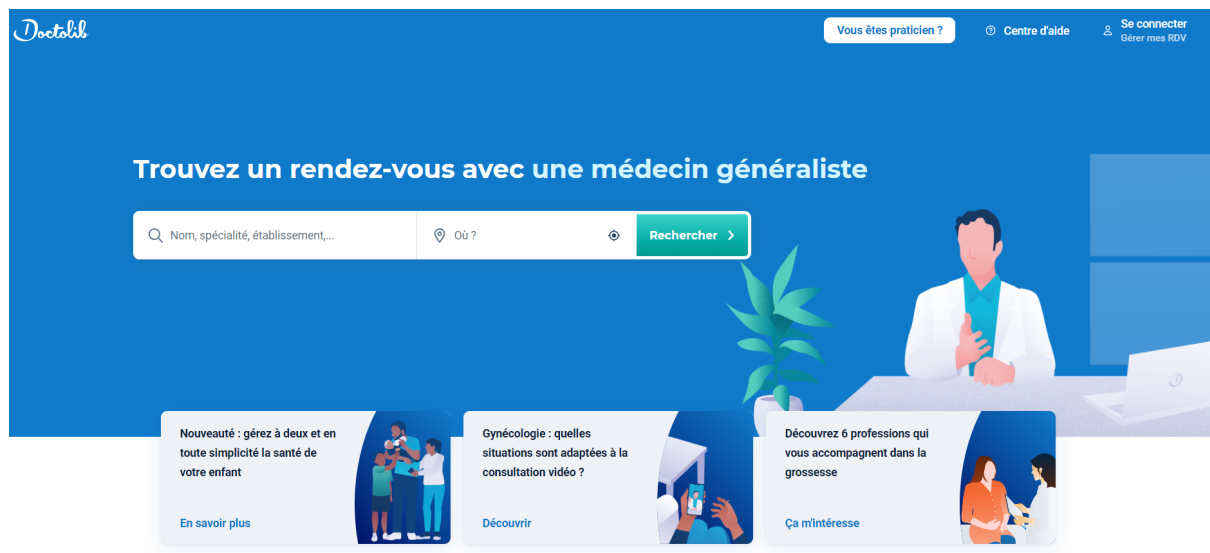 Doctolib
Vous êtes praticien ?
Centre d'aide
Se connecter
Gérer mes RDV
Trouvez un rendez-vous avec une médecin généraliste
Nom, spécialité, établissement,...
Où ?
Rechercher
Nouveauté : gérez à deux et en
toute simplicité la santé de
votre enfant
En savoir plus
Gynécologie : quelles
situations sont adaptées à la
consultation vidéo ?
Découvrir
Découvrez 6 professions qui
vous accompagnent dans la
grossesse
Ça m'intéresse